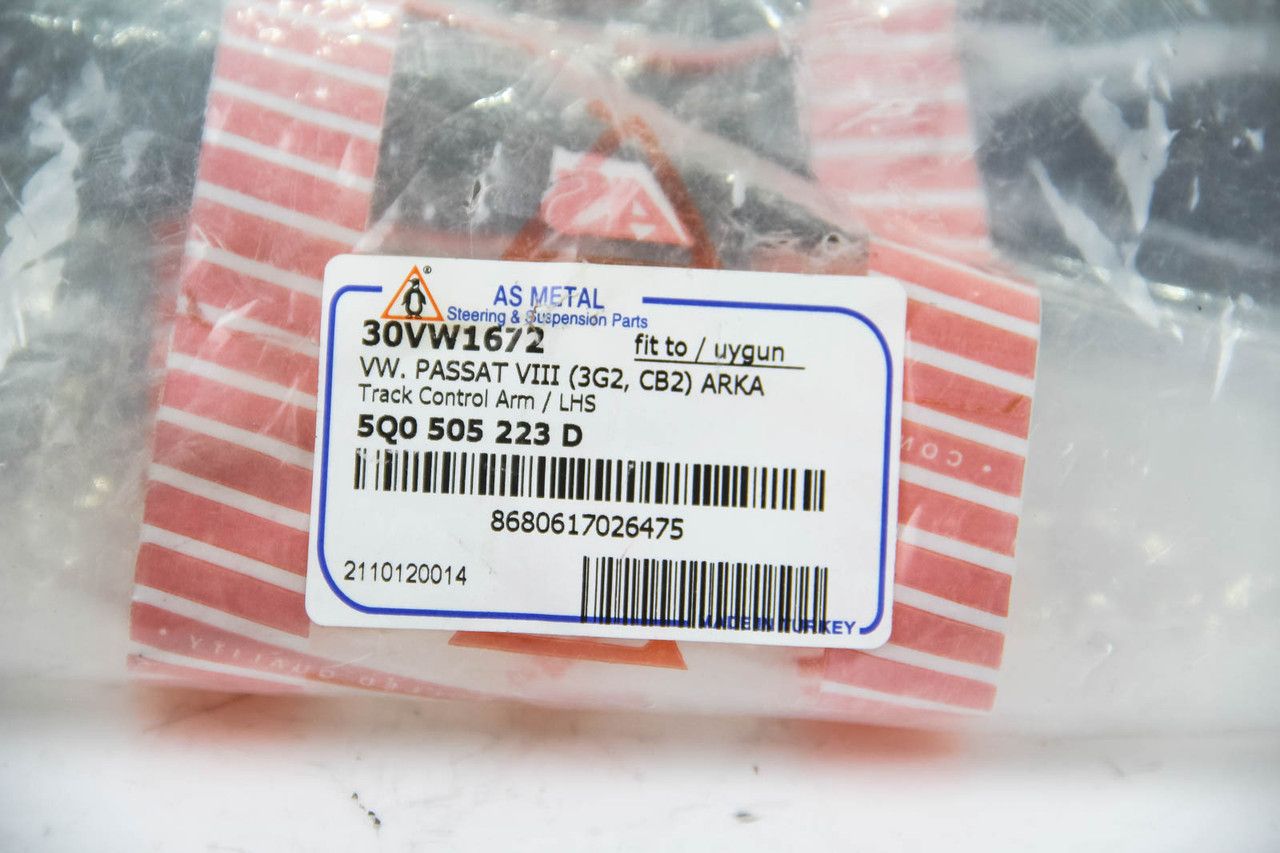 ®
AS METAL
Steering & Suspension Parts
30VW1672
fit to / uygun
VW. PASSAT VIII (3G2, CB2) ARKA
Track Control Arm / LHS
5Q0 505 223 D
8680617026475
2110120014
MADE IN TURKEY